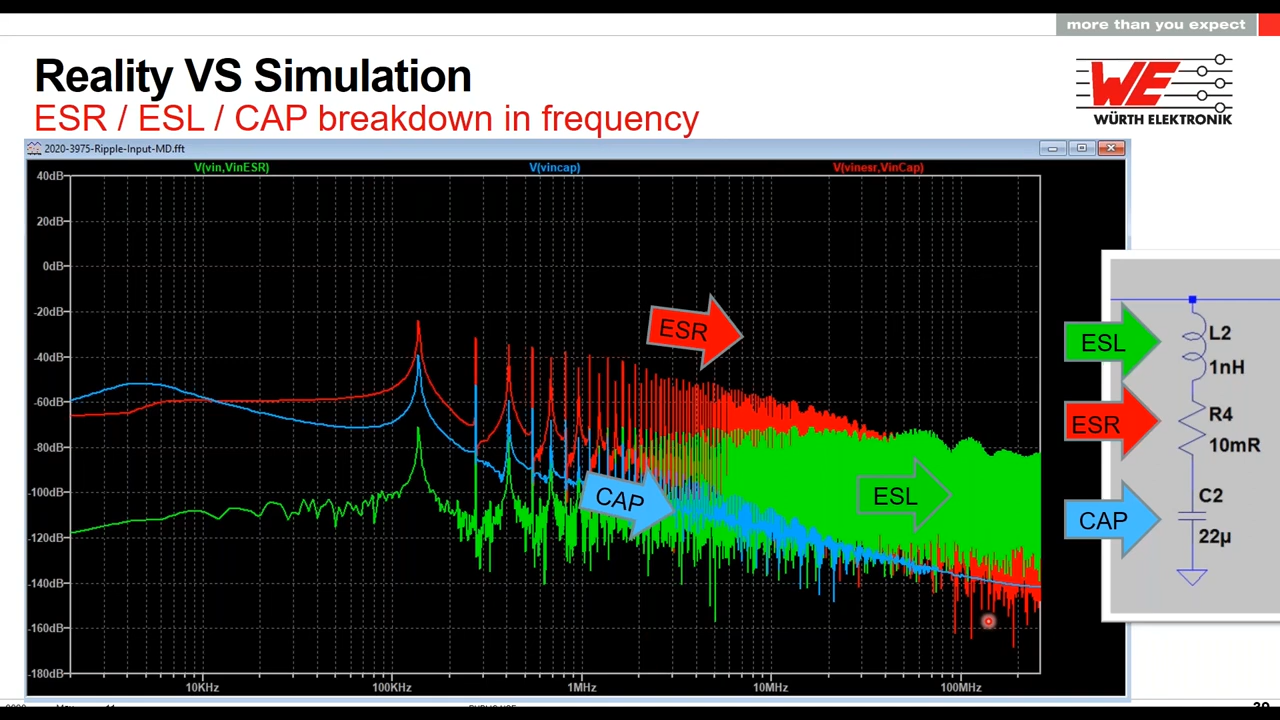 more than you expect
Reality VS Simulation
ESR / ESL / CAP breakdown in frequency
WE
WÜRTH ELEKTRONIK
2020-3975-Ripple-Input-MD.fft
V(vin,VinESR) V(vincap) V(vinesr,VinCap)
40dB
20dB
0dB
-20dB
-40dB
-60dB
-80dB
-100dB
-120dB
-140dB
-160dB
-180dB
10KHz 100KHz 1MHz 10MHz 100MHz
ESR
CAP
ESL
ESL
L2
1nH
ESR
R4
10mR
CAP
C2
22µ